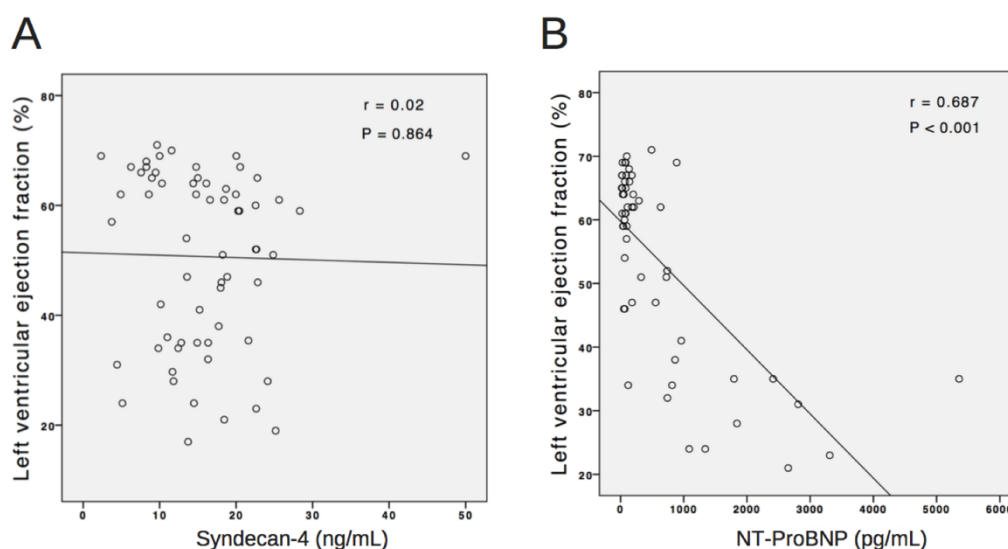 A
B
Left ventricular ejection fraction (%)
80
60
40
20
r = 0.02
P = 0.864
0
10
20
30
40
50
Syndecan-4 (ng/mL)
Left ventricular ejection fraction (%)
80
70
60
50
40
30
20
r = 0.687
P < 0.001
0
1000
2000
3000
4000
5000
6000
NT-ProBNP (pg/mL)